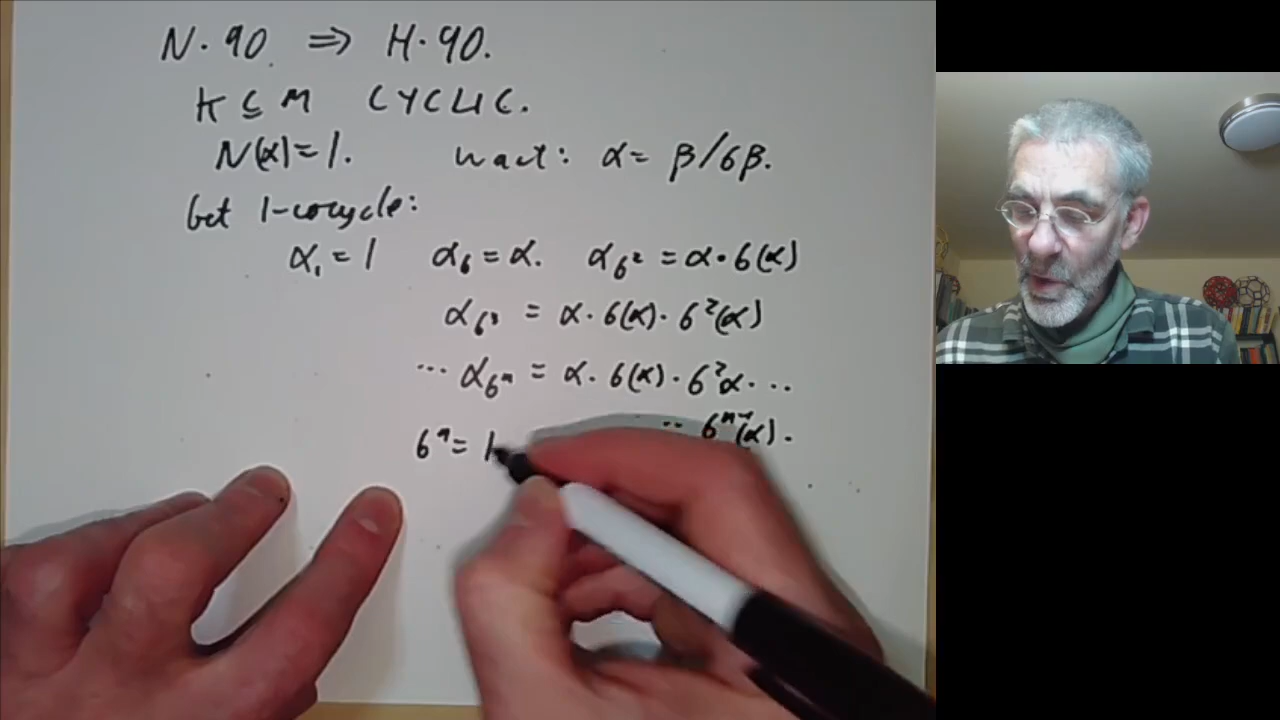 N.90 ⇒ H.90.
K ⊆ M CYCLIC.
N(α)=1. want: α = β/σβ.
Get 1-cocycle:
α₁ = 1 α_σ = α. α_σ² = α·σ(α)
α_σ³ = α·σ(α)·σ²(α)
... α_σⁿ = α·σ(α)·σ²α·...
.. σⁿ⁻¹(α).
σⁿ = 1